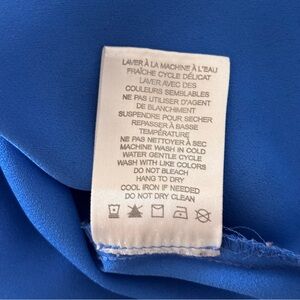 LAVER À LA MACHINE À L'EAU
FRAÎCHE CYCLE DÉLICAT
LAVER AVEC DES
COULEURS SEMBLABLES
NE PAS UTILISER D'AGENT
DE BLANCHIMENT
SUSPENDRE POUR SÉCHER
REPASSER À BASSE
TEMPÉRATURE
NE PAS NETTOYER À SEC
MACHINE WASH IN COLD
WATER GENTLE CYCLE
WASH WITH LIKE COLORS
DO NOT BLEACH
HANG TO DRY
COOL IRON IF NEEDED
DO NOT DRY CLEAN